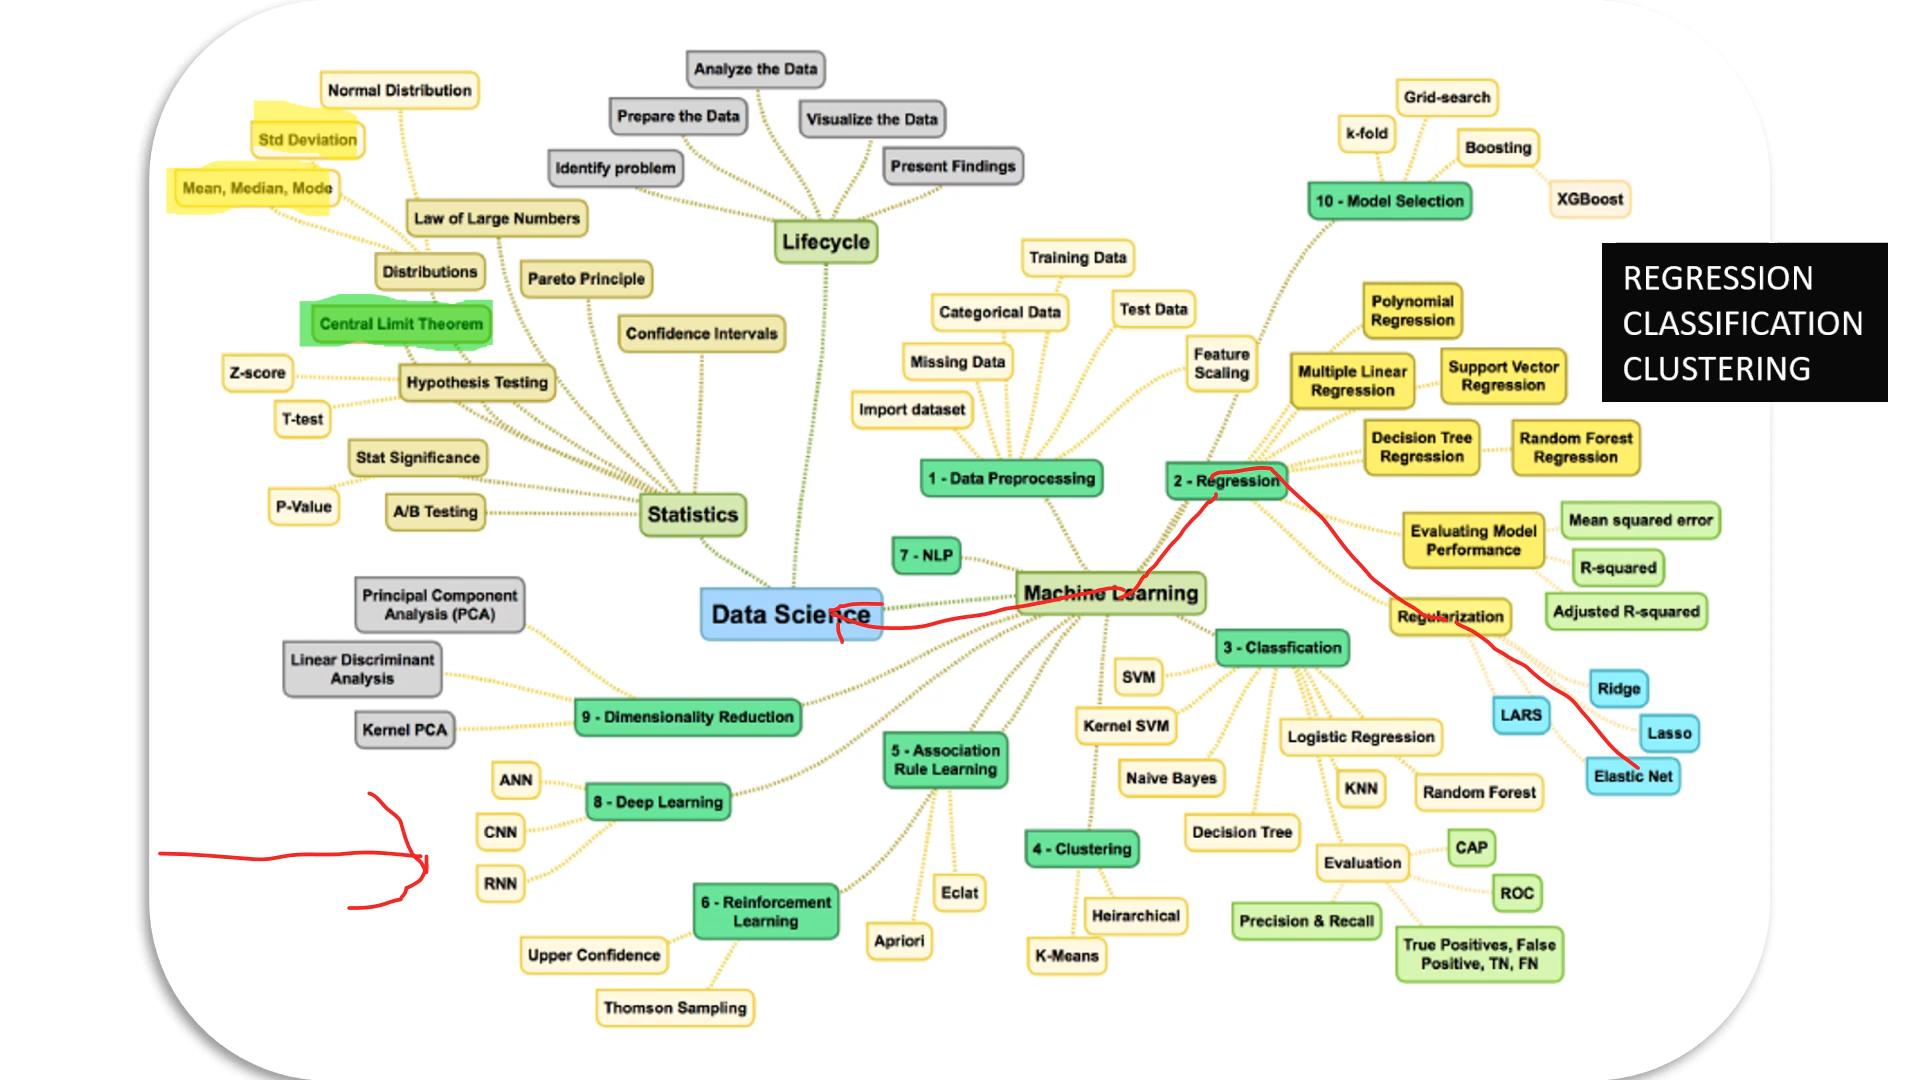 Analyze the Data
Normal Distribution
Grid-search
Prepare the Data
Visualize the Data
k-fold
Std Deviation
Boosting
Identify problem
Present Findings
Mean, Median, Mode
10 - Model Selection
XGBoost
Law of Large Numbers
Lifecycle
Training Data
REGRESSION
CLASSIFICATION
CLUSTERING
Distributions
Pareto Principle
Polynomial
Regression
Categorical Data
Test Data
Central Limit Theorem
Confidence Intervals
Feature
Scaling
Missing Data
Z-score
Hypothesis Testing
Multiple Linear
Regression
Support Vector
Regression
Import dataset
T-test
Decision Tree
Regression
Random Forest
Regression
Stat Significance
1 - Data Preprocessing
2 - Regression
P-Value
A/B Testing
Statistics
Mean squared error
Evaluating Model
Performance
7 - NLP
R-squared
Principal Component
Analysis (PCA)
Data Science
Machine Learning
Regularization
Adjusted R-squared
Linear Discriminant
Analysis
3 - Classfication
SVM
Ridge
Kernel PCA
9 - Dimensionality Reduction
Kernel SVM
LARS
Lasso
Logistic Regression
5 - Association
Rule Learning
ANN
Naive Bayes
KNN
Random Forest
Elastic Net
8 - Deep Learning
CNN
Decision Tree
4 - Clustering
CAP
Evaluation
RNN
Eclat
ROC
6 - Reinforcement
Learning
Heirarchical
Precision & Recall
Apriori
Upper Confidence
K-Means
True Positives, False
Positive, TN, FN
Thomson Sampling